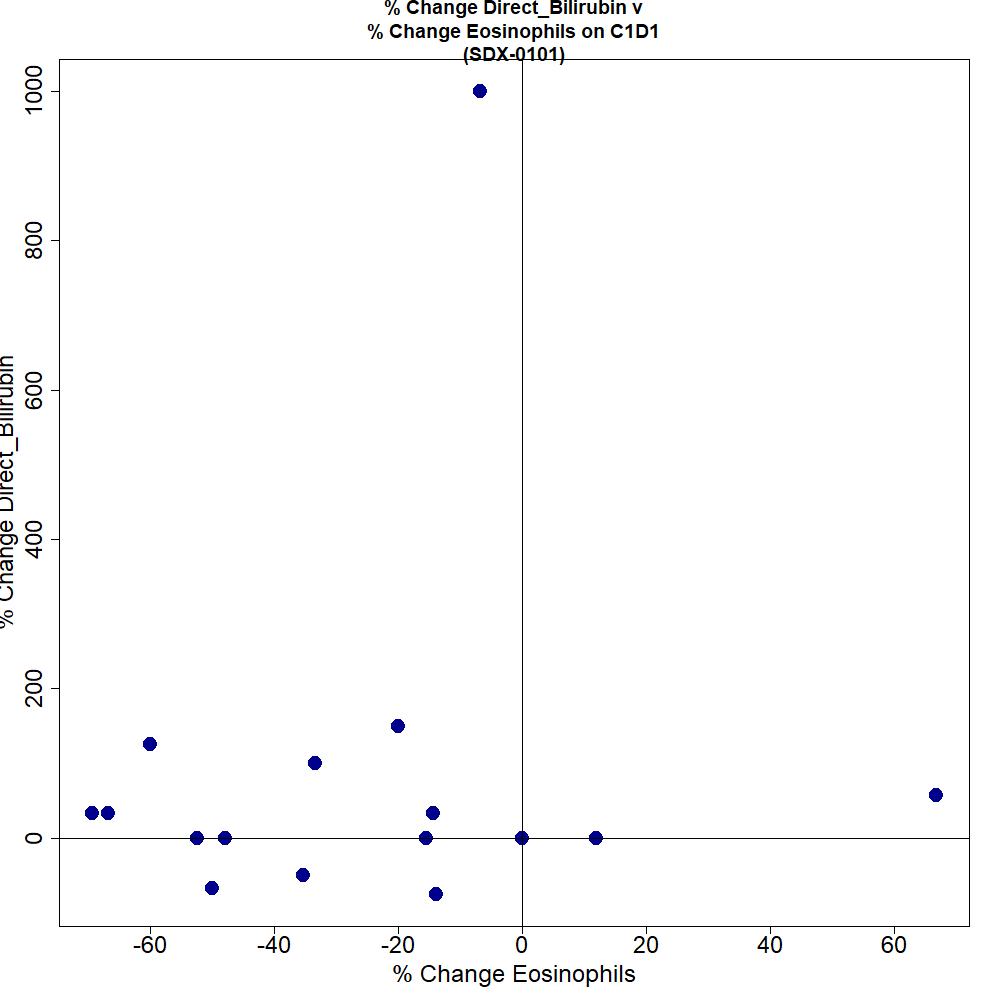 % Change Direct_Bilirubin v
% Change Eosinophils on C1D1
(SDX-0101)
1000
800
600
400
200
0
% Change Direct_Bilirubin
-60 -40 -20 0 20 40 60
% Change Eosinophils